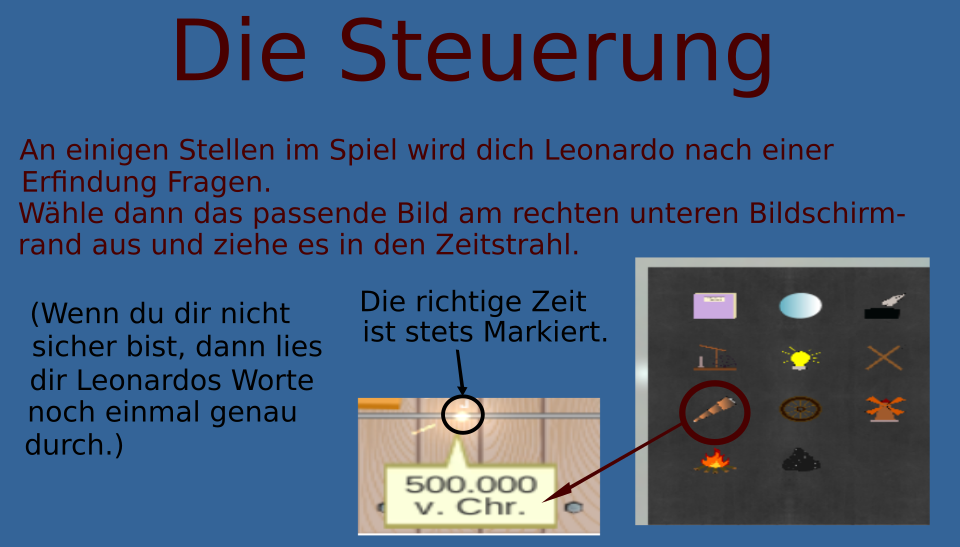 Die Steuerung
An einigen Stellen im Spiel wird dich Leonardo nach einer
Erfindung Fragen.
Wähle dann das passende Bild am rechten unteren Bildschirm-
rand aus und ziehe es in den Zeitstrahl.
(Wenn du dir nicht
sicher bist, dann lies
dir Leonardos Worte
noch einmal genau
durch.)
Die richtige Zeit
ist stets Markiert.
500.000
v. Chr.